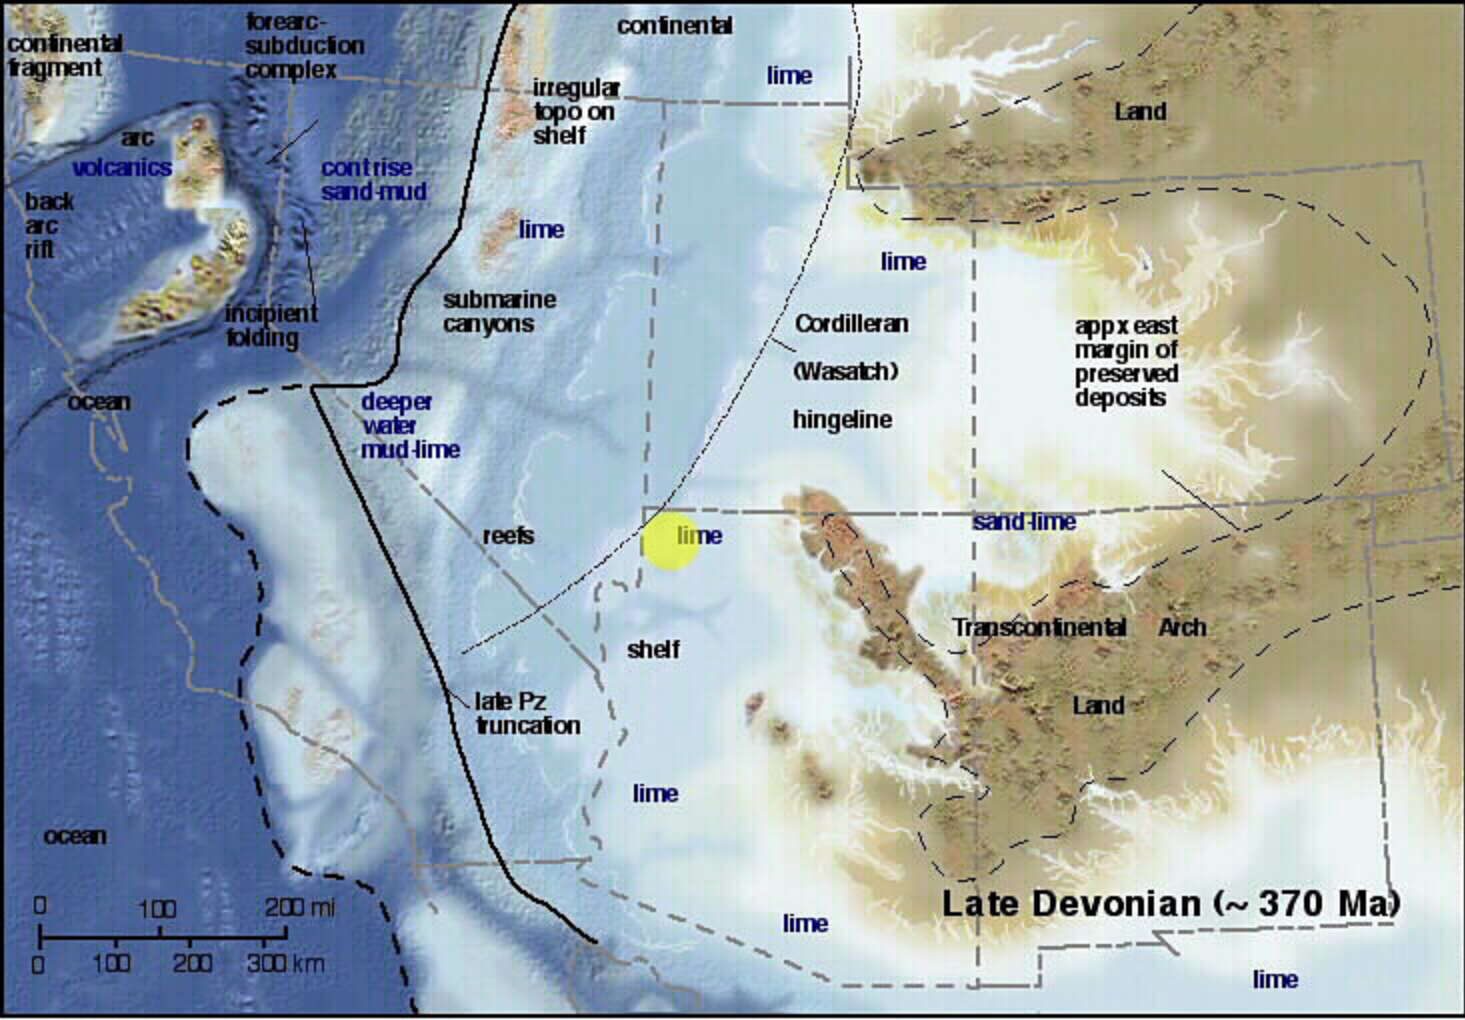 continental
fragment
forearc-
subduction
complex
continental
lime
irregular
topo on
shelf
Land
arc
volcanics
cont rise
sand-mud
back
arc
rift
lime
lime
submarine
canyons
incipient
folding
Cordilleran
(Wasatch)
hingeline
appx east
margin of
preserved
deposits
ocean
deeper
water
mud-lime
reefs
lime
sand-lime
shelf
Transcontinental Arch
Land
late Pz
truncation
lime
ocean
lime
Late Devonian (~ 370 Ma)
lime
0 100 200 mi
0 100 200 300 km